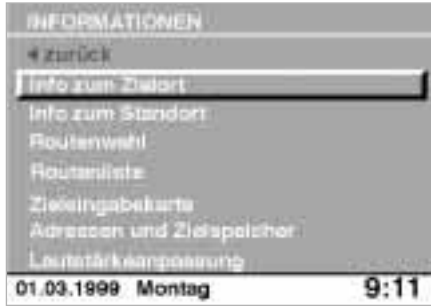 INFORMATIONEN
zurück
Info zum Zielort
Info zum Standort
Routenwahl
Routenliste
Zieleingabekarte
Adressen und Zielspeicher
Lautstärkeanpassung
01.03.1999 Montag 9:11